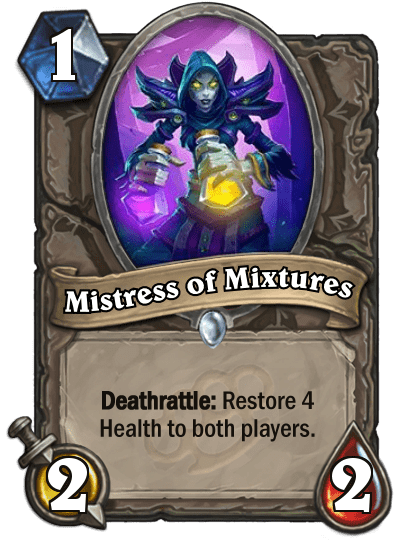 1
Mistress of Mixtures
Deathrattle: Restore 4
Health to both players.
2
2